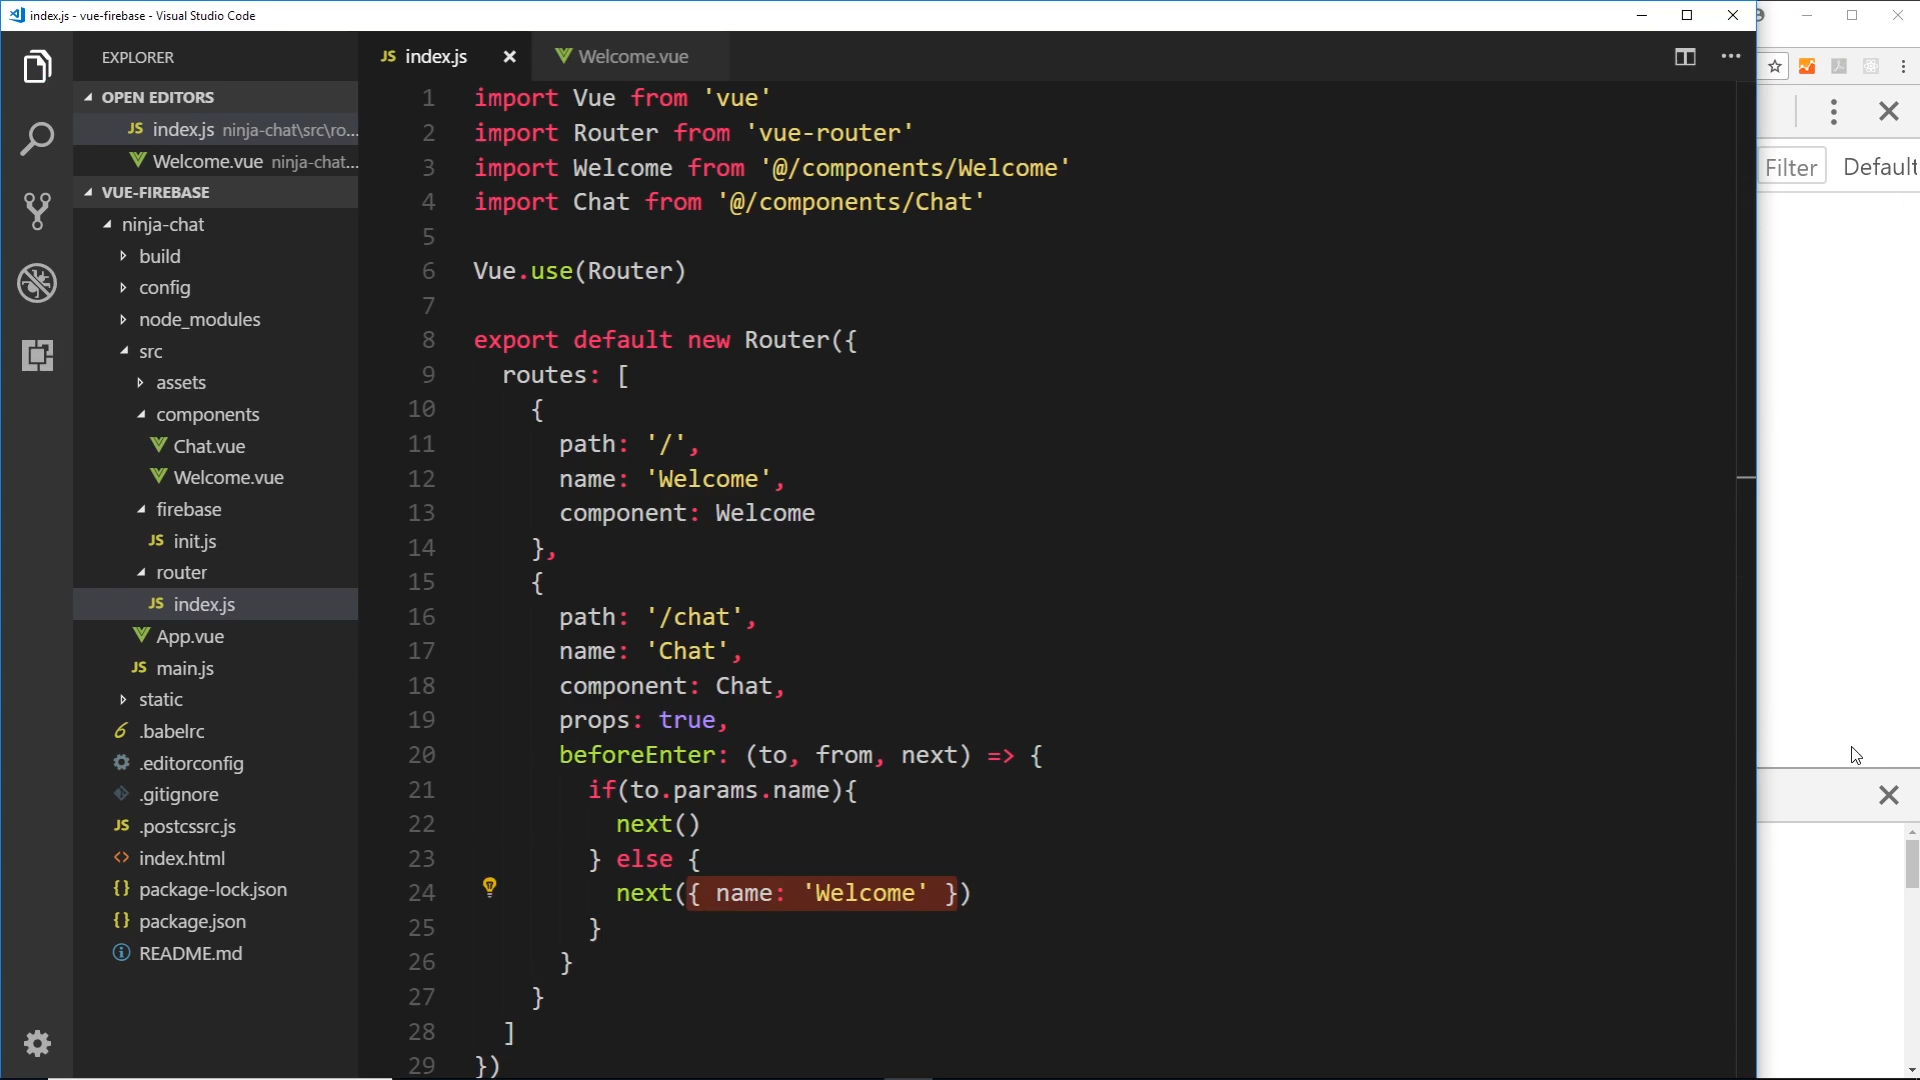 index.js - vue-firebase - Visual Studio Code
EXPLORER
OPEN EDITORS
JS index.js ninja-chat\src\ro...
Welcome.vue ninja-chat...
VUE-FIREBASE
ninja-chat
build
config
node_modules
src
assets
components
Chat.vue
Welcome.vue
firebase
JS init.js
router
JS index.js
App.vue
JS main.js
static
.babelrc
.editorconfig
.gitignore
JS .postcssrc.js
<> index.html
{} package-lock.json
{} package.json
README.md
JS index.js
Welcome.vue
1 import Vue from 'vue'
2 import Router from 'vue-router'
3 import Welcome from '@/components/Welcome'
4 import Chat from '@/components/Chat'
5
6 Vue.use(Router)
7
8 export default new Router({
9 routes: [
10 {
11 path: '/',
12 name: 'Welcome',
13 component: Welcome
14 },
15 {
16 path: '/chat',
17 name: 'Chat',
18 component: Chat,
19 props: true,
20 beforeEnter: (to, from, next) => {
21 if(to.params.name){
22 next()
23 } else {
24 next({ name: 'Welcome' })
25 }
26 }
27 }
28 ]
29 })
Filter
Default